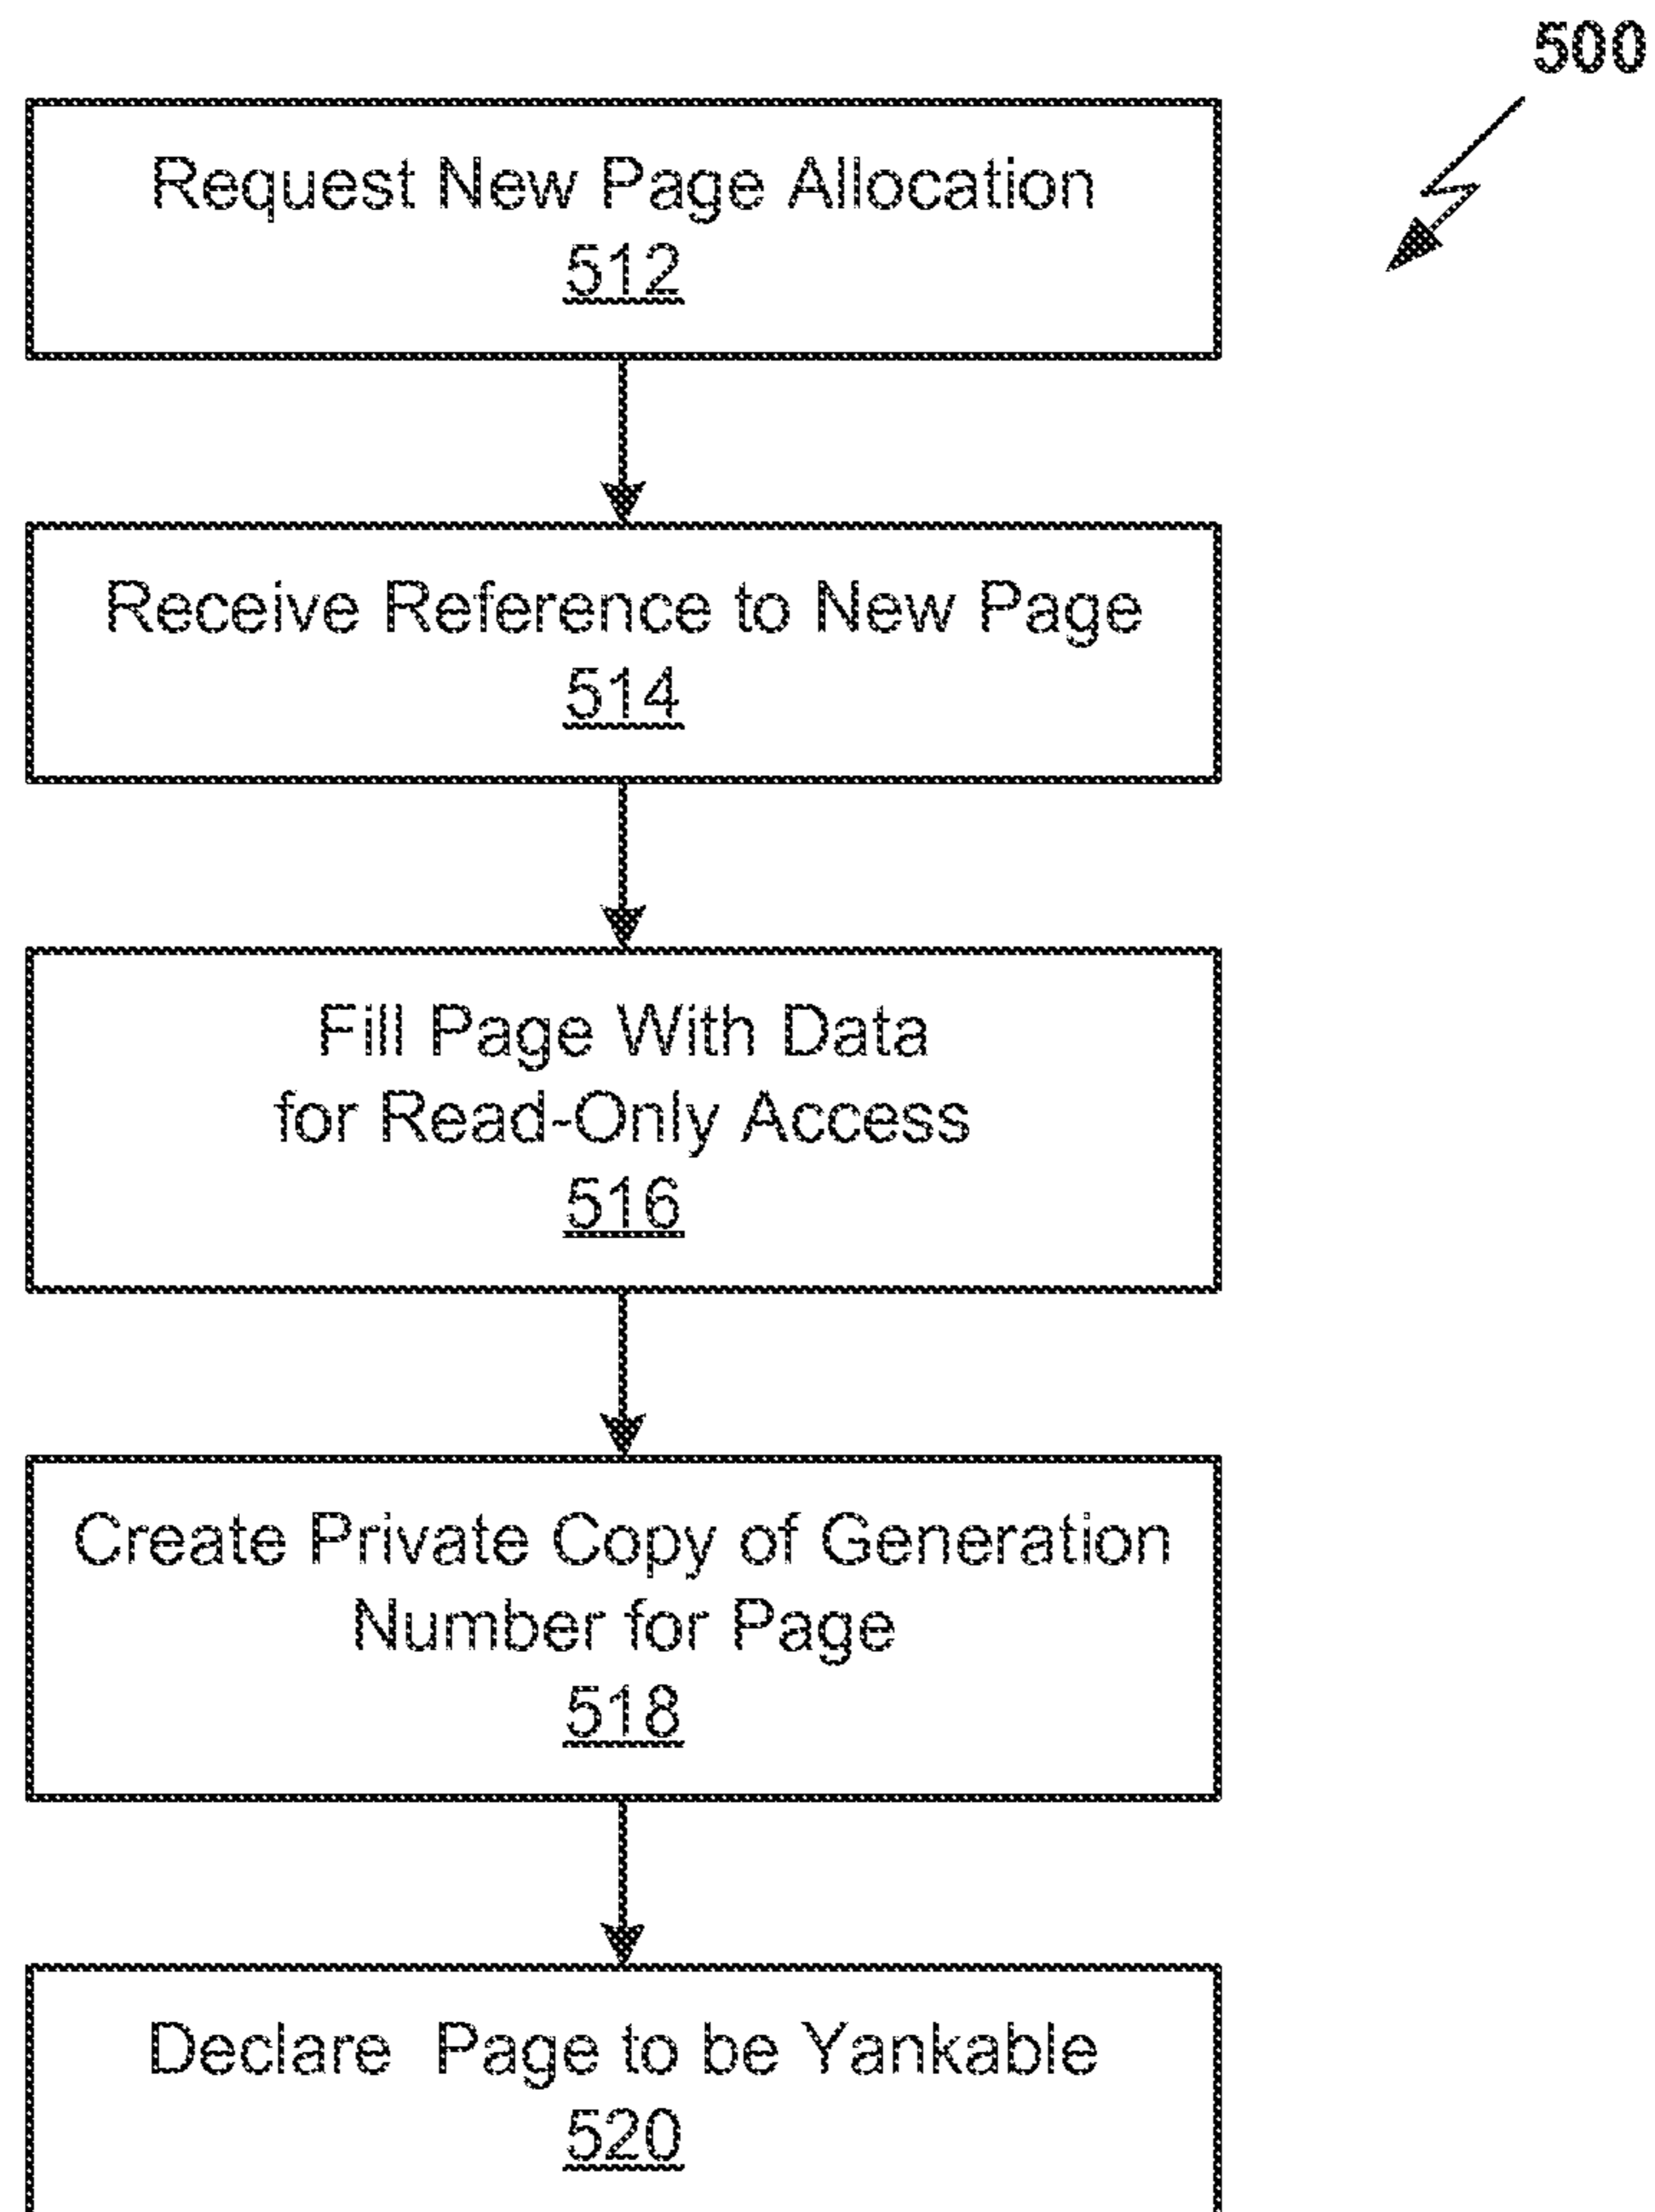 500
Request New Page Allocation
512
Receive Reference to New Page
514
Fill Page With Data
for Read-Only Access
516
Create Private Copy of Generation
Number for Page
518
Declare Page to be Yankable
520